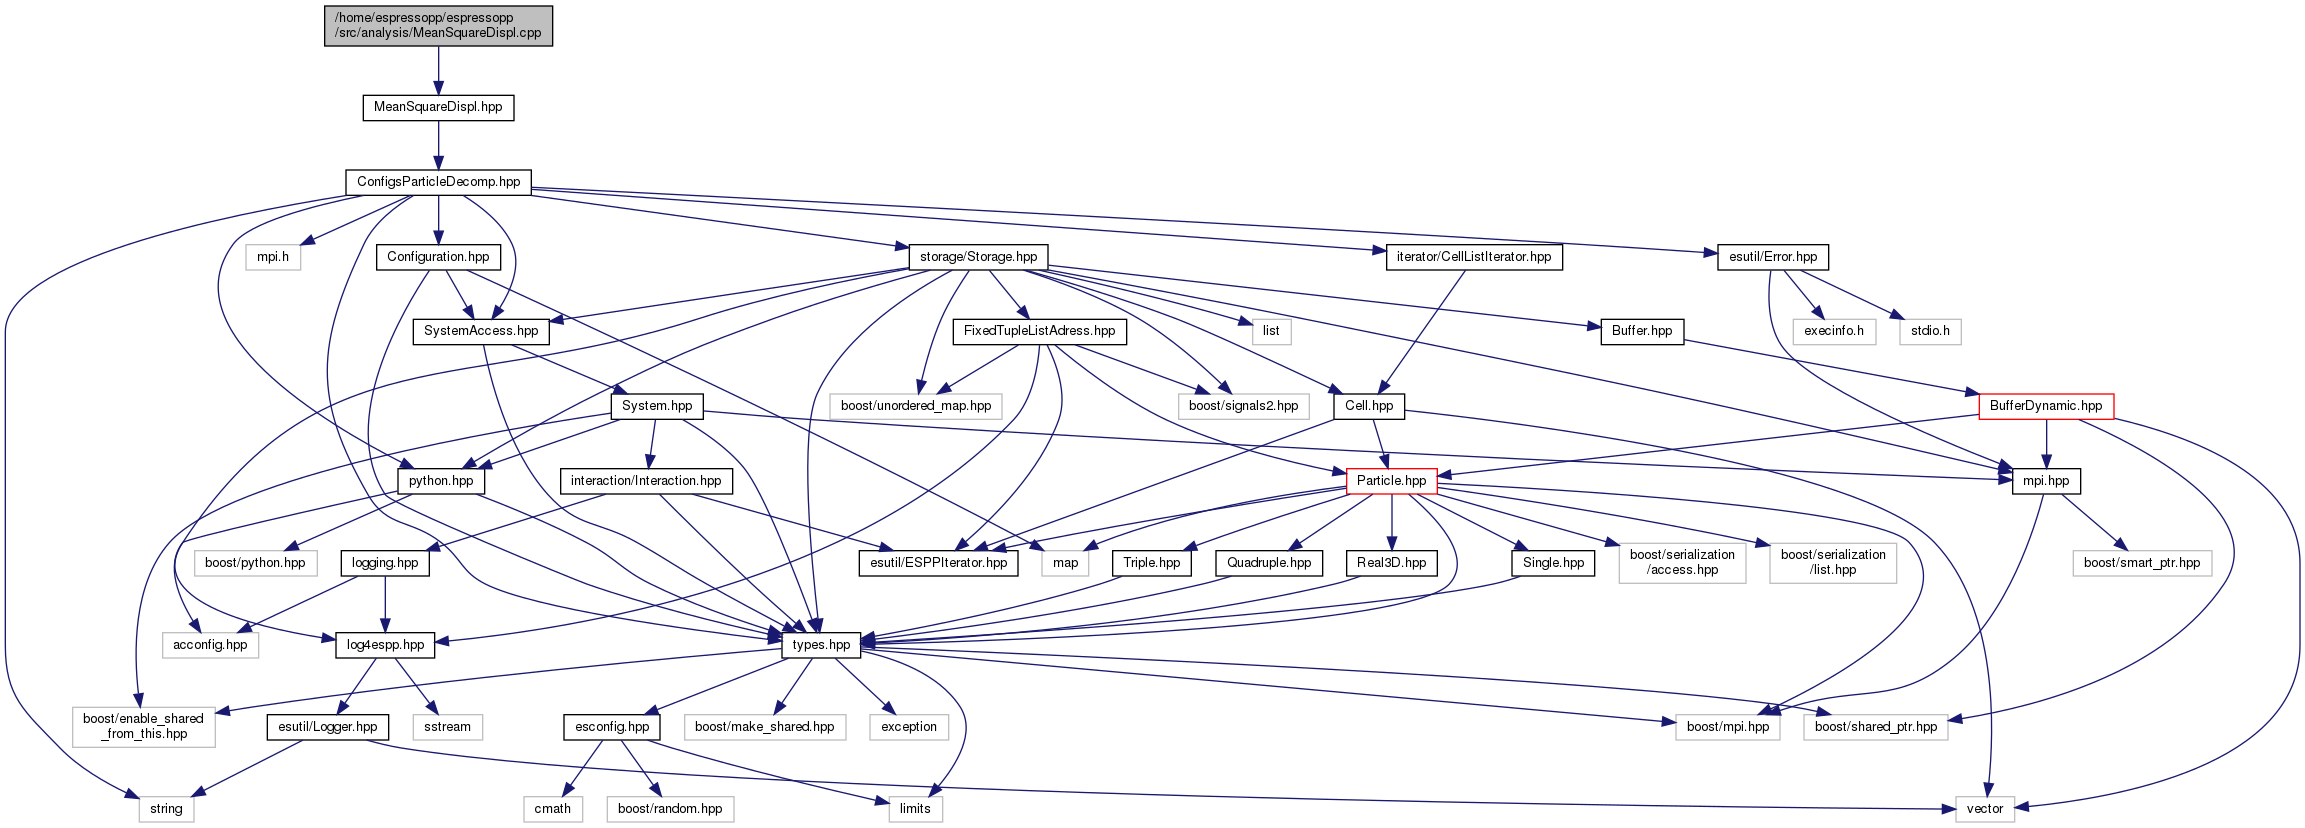 /home/espressopp/espressopp
/src/analysis/MeanSquareDispl.cpp
MeanSquareDispl.hpp
ConfigsParticleDecomp.hpp
mpi.h
Configuration.hpp
storage/Storage.hpp
iterator/CellListIterator.hpp
esutil/Error.hpp
SystemAccess.hpp
FixedTupleListAdress.hpp
list
Buffer.hpp
execinfo.h
stdio.h
System.hpp
boost/unordered_map.hpp
boost/signals2.hpp
Cell.hpp
BufferDynamic.hpp
python.hpp
interaction/Interaction.hpp
Particle.hpp
mpi.hpp
boost/python.hpp
logging.hpp
esutil/ESPPIterator.hpp
map
Triple.hpp
Quadruple.hpp
Real3D.hpp
Single.hpp
boost/serialization
/access.hpp
boost/serialization
/list.hpp
boost/smart_ptr.hpp
acconfig.hpp
log4espp.hpp
types.hpp
boost/enable_shared
_from_this.hpp
esutil/Logger.hpp
sstream
esconfig.hpp
boost/make_shared.hpp
exception
boost/mpi.hpp
boost/shared_ptr.hpp
string
cmath
boost/random.hpp
limits
vector